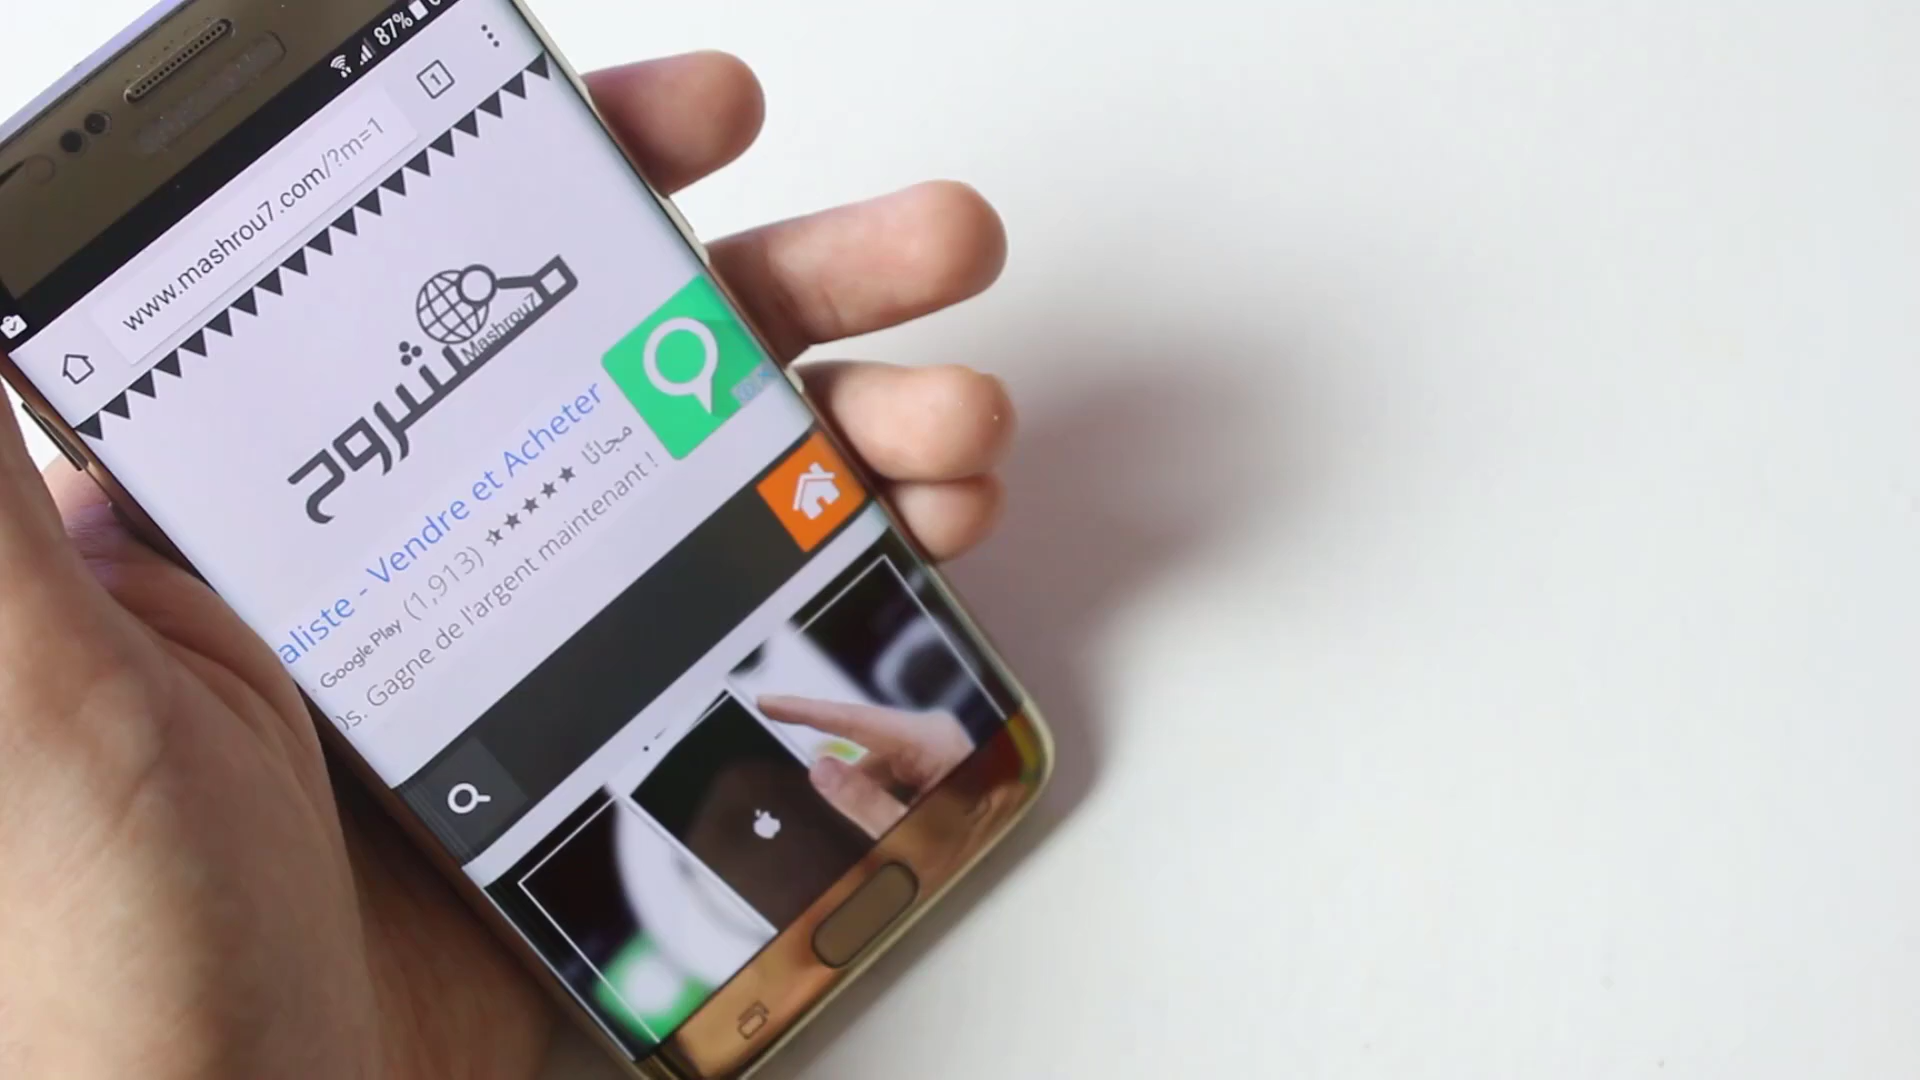 87%
1
www.mashrou7.com/?m=1
مشروح
Mashrou7
aliste - Vendre et Acheter
Google Play (1,913) مجانًا
os. Gagne de l'argent maintenant !